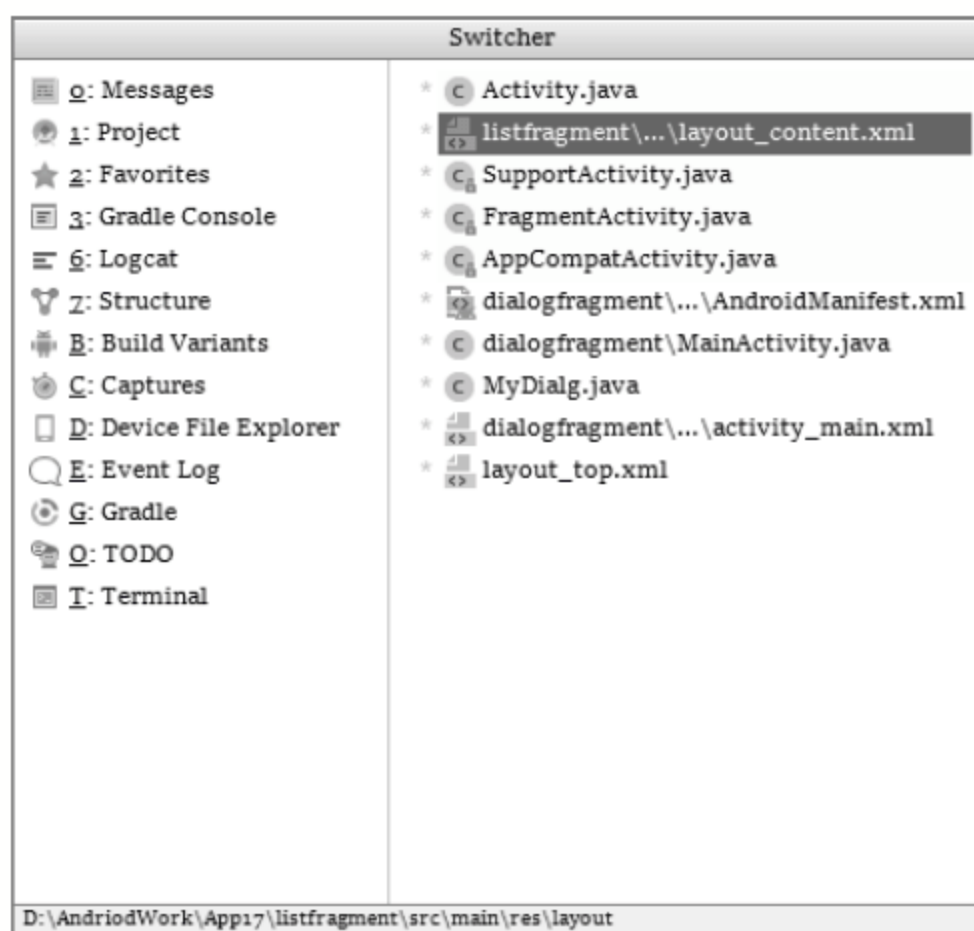 Switcher
0: Messages
1: Project
2: Favorites
3: Gradle Console
6: Logcat
7: Structure
B: Build Variants
C: Captures
D: Device File Explorer
E: Event Log
G: Gradle
O: TODO
T: Terminal
* Activity.java
* listfragment\...\layout_content.xml
* SupportActivity.java
* FragmentActivity.java
* AppCompatActivity.java
* dialogfragment\...\AndroidManifest.xml
* dialogfragment\MainActivity.java
* MyDialg.java
* dialogfragment\...\activity_main.xml
* layout_top.xml
D:\AndriodWork\App17\listfragment\src\main\res\layout